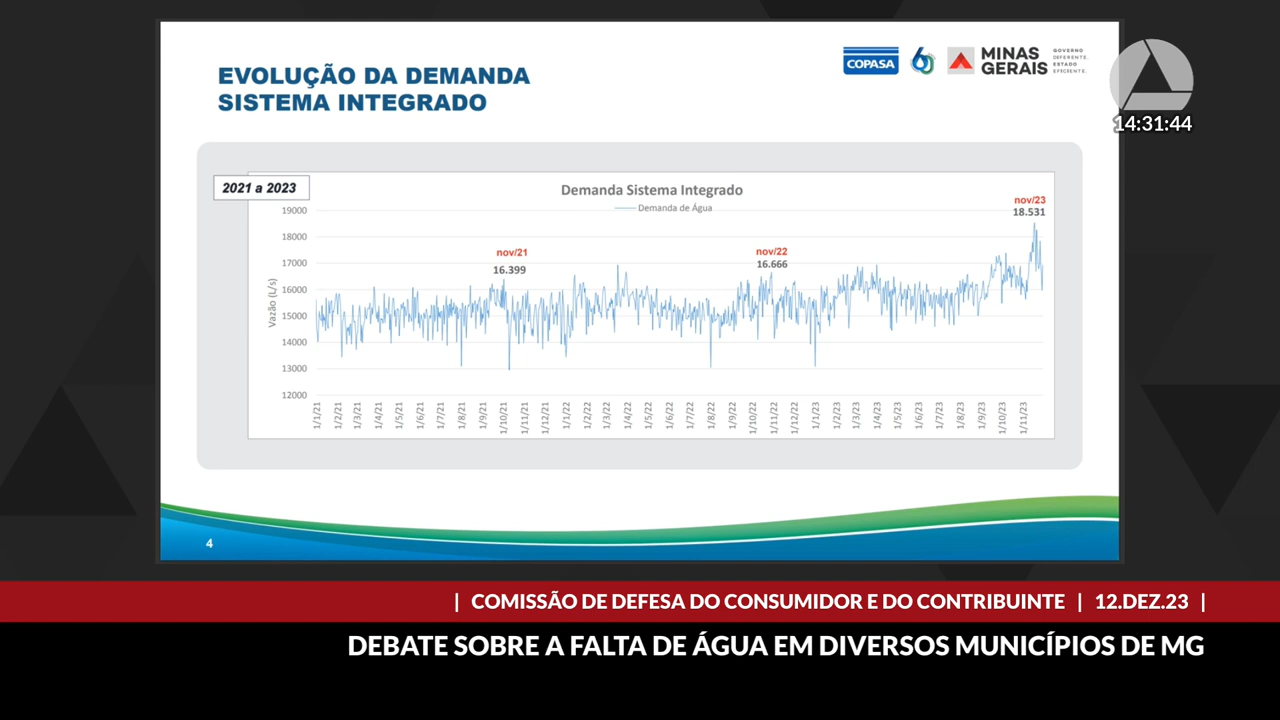 EVOLUÇÃO DA DEMANDA
SISTEMA INTEGRADO
COPASA
MINAS
GERAIS
GOVERNO
DIFERENTE.
ESTADO
EFICIENTE.
14:31:44
2021 a 2023
Demanda Sistema Integrado
Demanda de Água
nov/21
16.399
nov/22
16.666
nov/23
18.531
Vazão (L/s)
19000
18000
17000
16000
15000
14000
13000
12000
1/1/21
1/2/21
1/3/21
1/4/21
1/5/21
1/6/21
1/7/21
1/8/21
1/9/21
1/10/21
1/11/21
1/12/21
1/1/22
1/2/22
1/3/22
1/4/22
1/5/22
1/6/22
1/7/22
1/8/22
1/9/22
1/10/22
1/11/22
1/12/22
1/1/23
1/2/23
1/3/23
1/4/23
1/5/23
1/6/23
1/7/23
1/8/23
1/9/23
1/10/23
1/11/23
4
| COMISSÃO DE DEFESA DO CONSUMIDOR E DO CONTRIBUINTE | 12.DEZ.23 |
DEBATE SOBRE A FALTA DE ÁGUA EM DIVERSOS MUNICÍPIOS DE MG